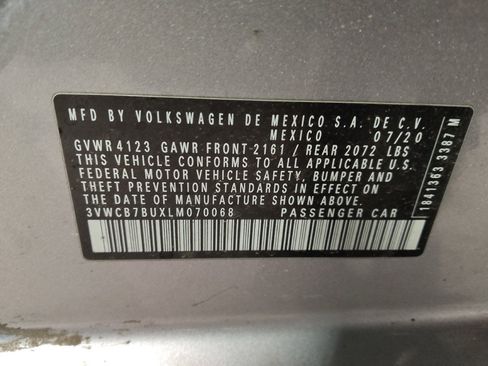 MFD BY VOLKSWAGEN DE MEXICO S.A. DE C.V.
MEXICO 07/20
GVWR 4123 GAWR FRONT 2161 / REAR 2072 LBS
THIS VEHICLE CONFORMS TO ALL APPLICABLE U.S.
FEDERAL MOTOR VEHICLE SAFETY, BUMPER AND
THEFT PREVENTION STANDARDS IN EFFECT ON
THE DATE OF MANUFACTURE SHOWN ABOVE.
3VWCB7BUXLM070068 PASSENGER CAR
1841363 3387 M